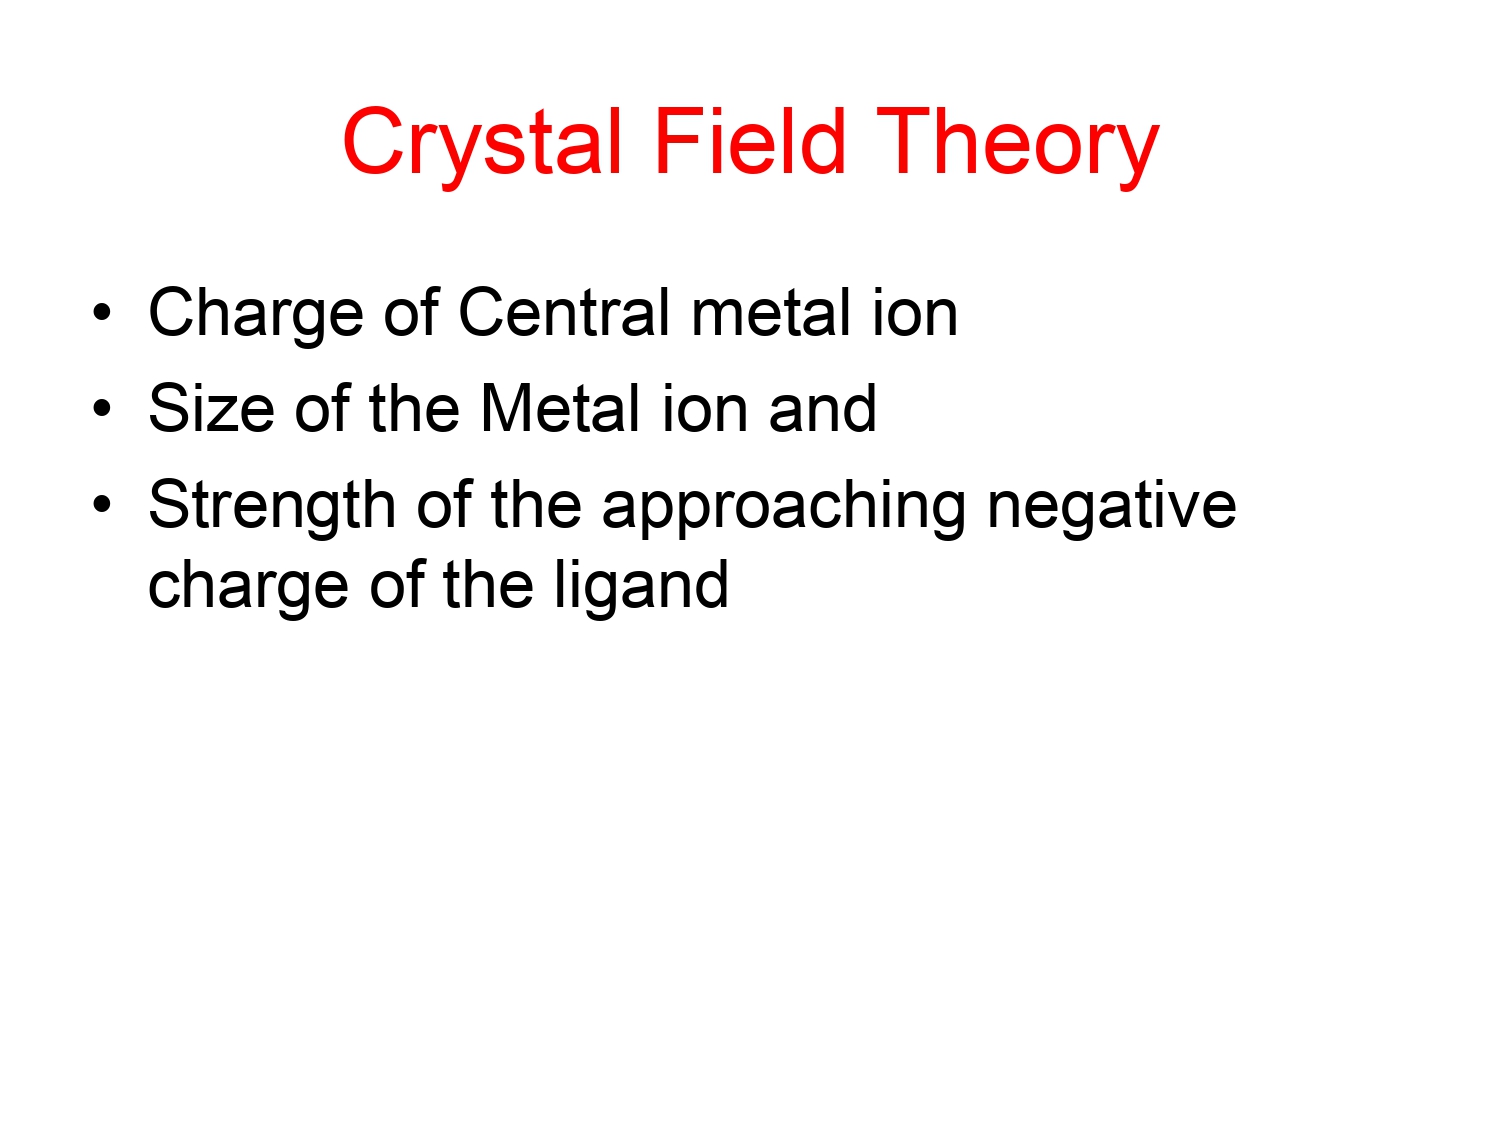 Crystal Field Theory
• Charge of Central metal ion
• Size of the Metal ion and
• Strength of the approaching negative
charge of the ligand